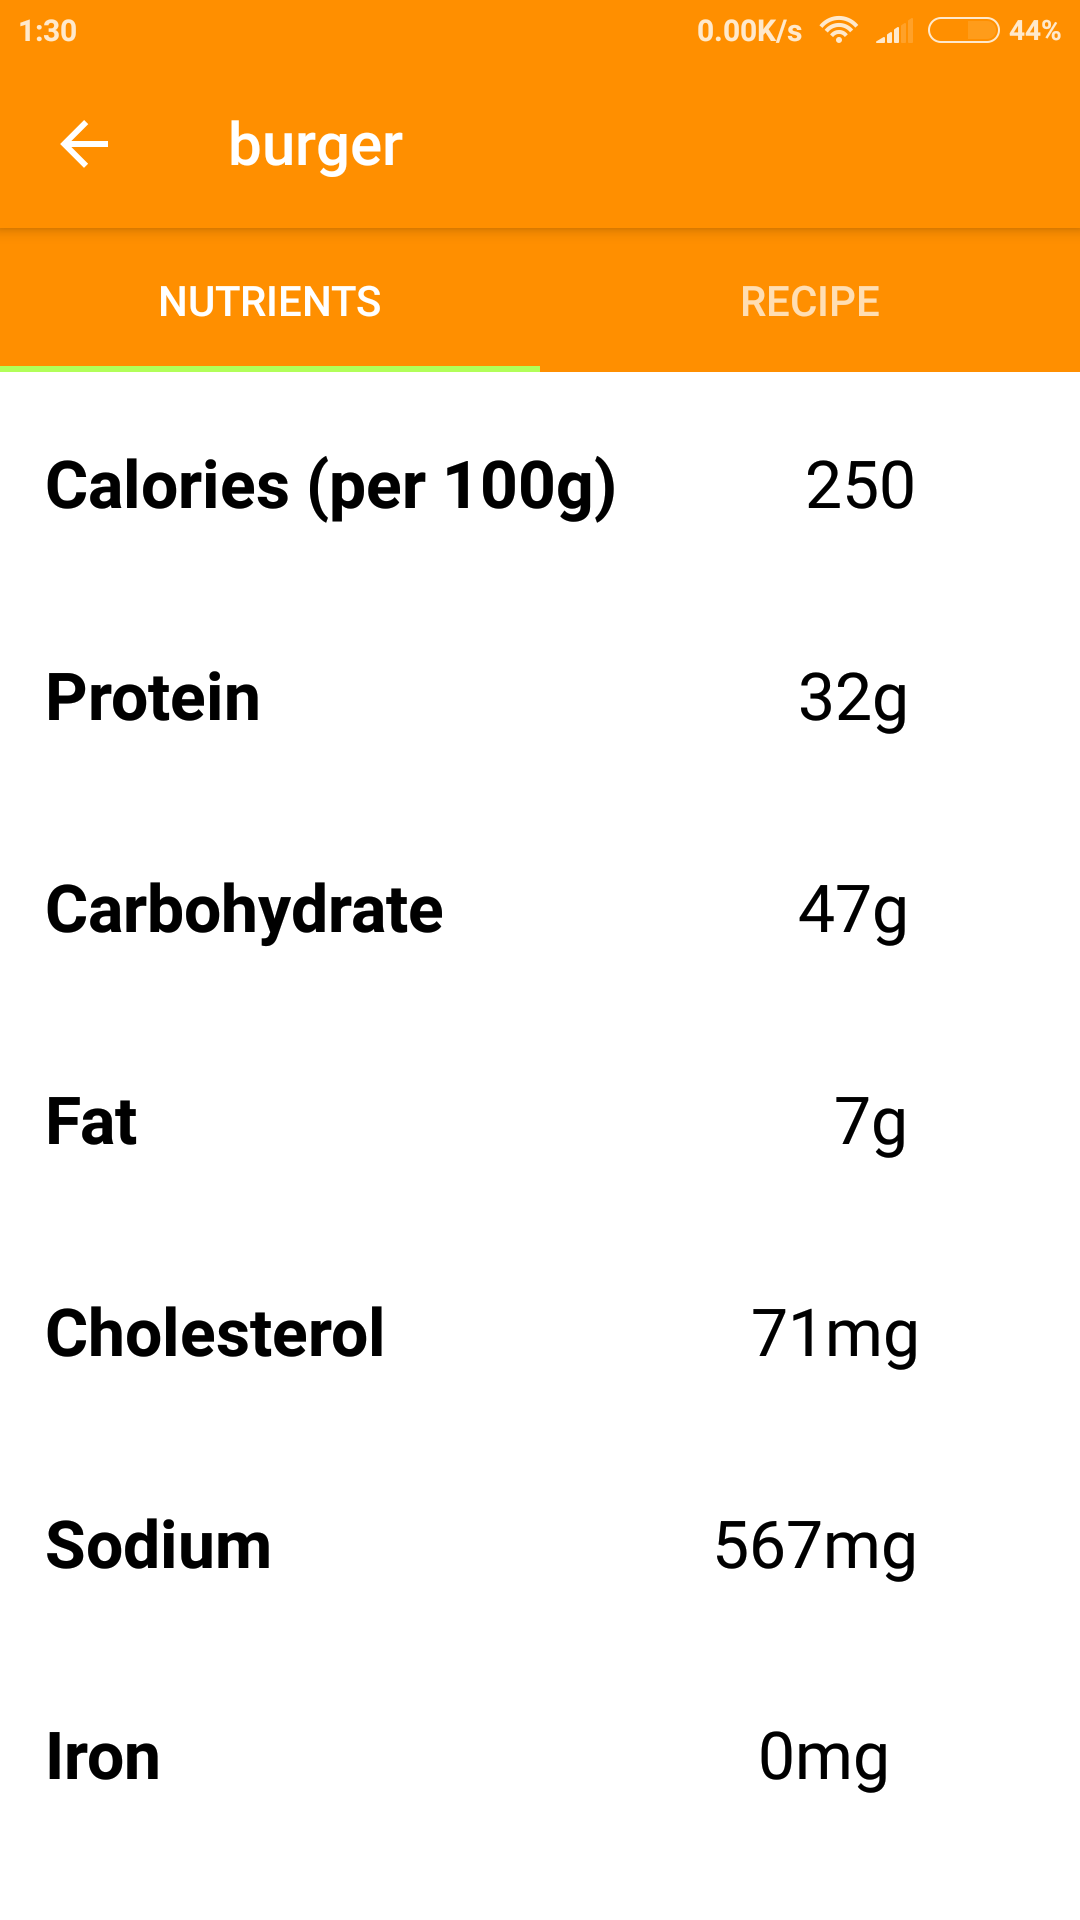 1:30 0.00K/s 44%
burger
NUTRIENTS RECIPE
Calories (per 100g) 250
Protein 32g
Carbohydrate 47g
Fat 7g
Cholesterol 71mg
Sodium 567mg
Iron 0mg